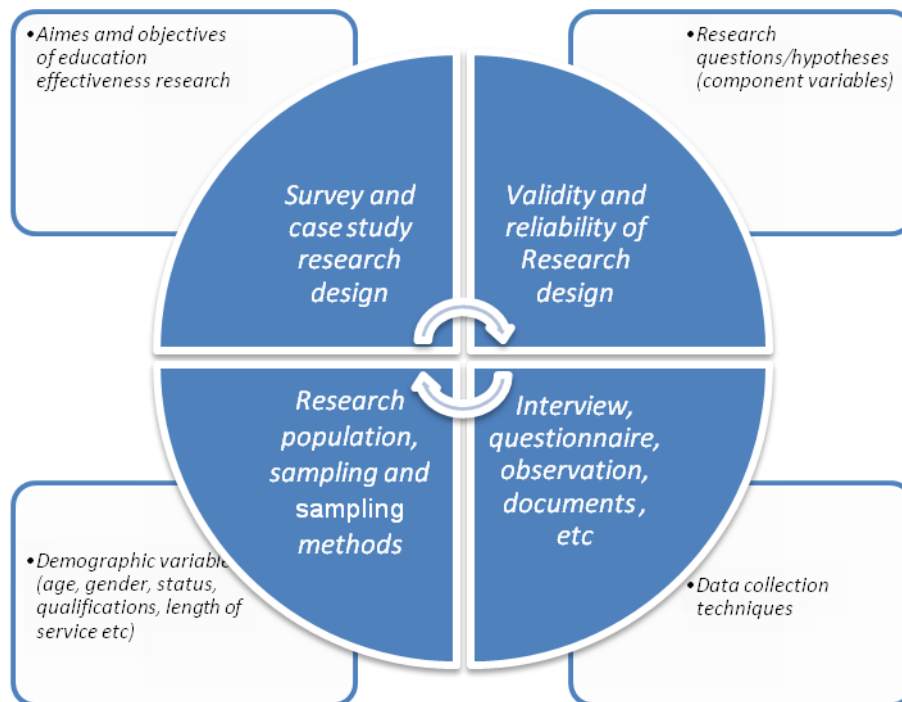 •Aimes amd objectives
of education
effectiveness research
•Research
questions/hypotheses
(component variables)
Survey and
case study
research
design
Validity and
reliability of
Research
design
Research
population,
sampling and
sampling
methods
Interview,
questionnaire,
observation,
documents ,
etc
•Demographic
(age, gender, status,
qualifications, length of
service etc)
•Data collection
techniques